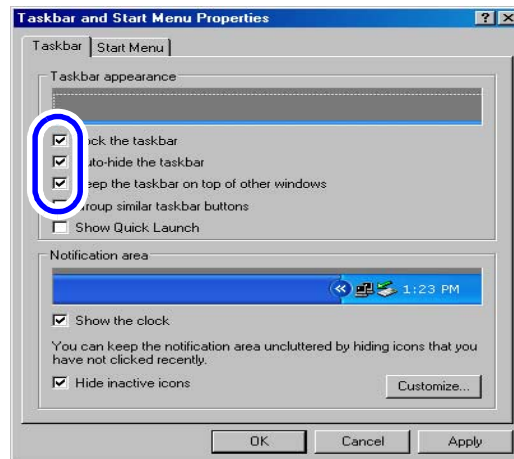 Taskbar and Start Menu Properties
Taskbar Start Menu
Taskbar appearance
ock the taskbar
uto-hide the taskbar
eep the taskbar on top of other windows
roup similar taskbar buttons
Show Quick Launch
Notification area
« 1:23 PM
Show the clock
You can keep the notification area uncluttered by hiding icons that you
have not clicked recently.
Hide inactive icons
Customize...
OK Cancel Apply